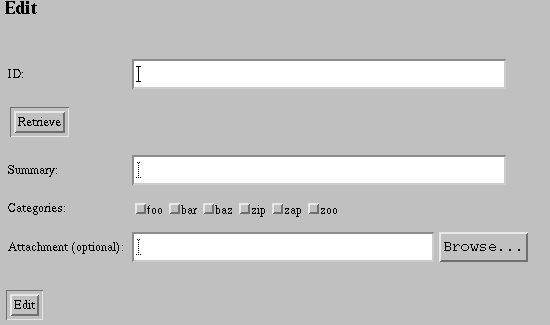 Edit
ID:
Retrieve
Summary:
Categories: foo bar baz zip zap zoo
Attachment (optional): Browse...
Edit